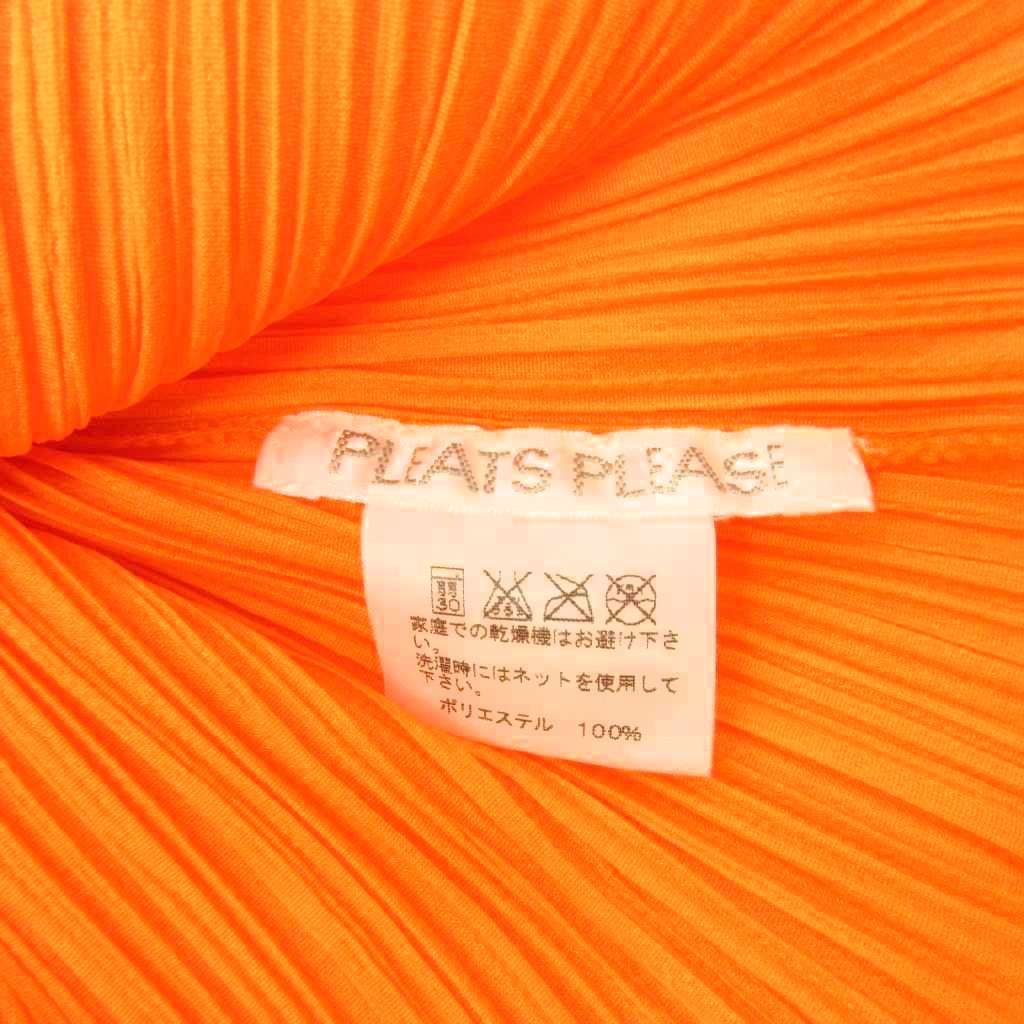 PLEATS PLEASE
家庭での乾燥機はお避け下さ
い。
洗濯時にはネットを使用して
下さい。
ポリエステル 100%